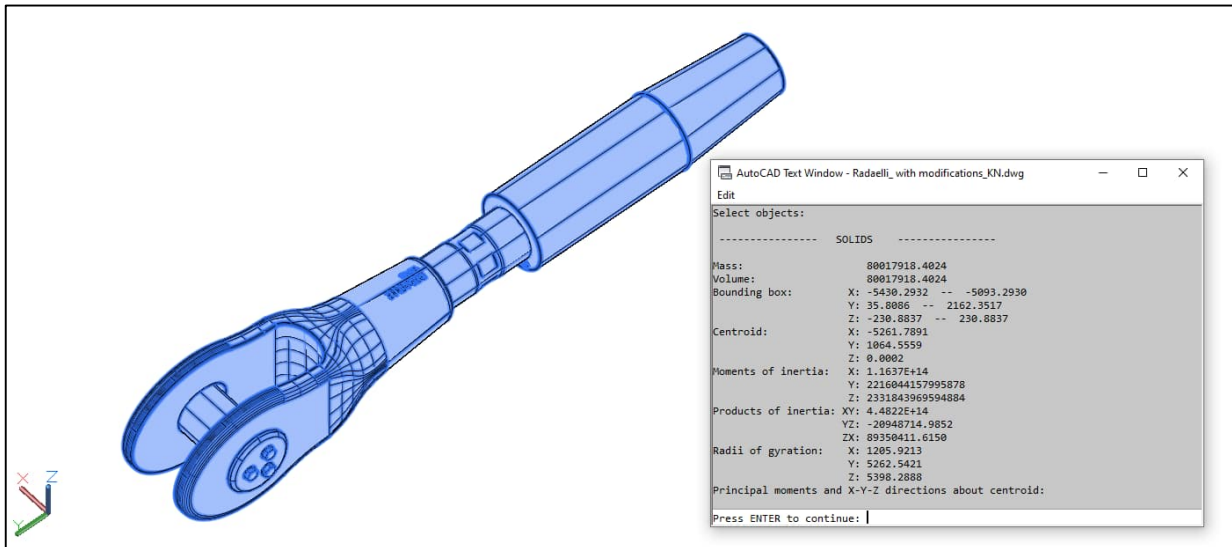 AutoCAD Text Window - Radaelli_ with modifications_KN.dwg
Edit
Select objects:
---------------- SOLIDS ----------------
Mass: 80017918.4024
Volume: 80017918.4024
Bounding box: X: -5430.2932 -- -5093.2930
Y: 35.8086 -- 2162.3517
Z: -230.8837 -- 230.8837
Centroid: X: -5261.7891
Y: 1064.5559
Z: 0.0002
Moments of inertia: X: 1.1637E+14
Y: 2216044157995878
Z: 2331843969594884
Products of inertia: XY: 4.4822E+14
YZ: -20948714.9852
ZX: 89350411.6150
Radii of gyration: X: 1205.9213
Y: 5262.5421
Z: 5398.2888
Principal moments and X-Y-Z directions about centroid:
Press ENTER to continue:
X Z
Y